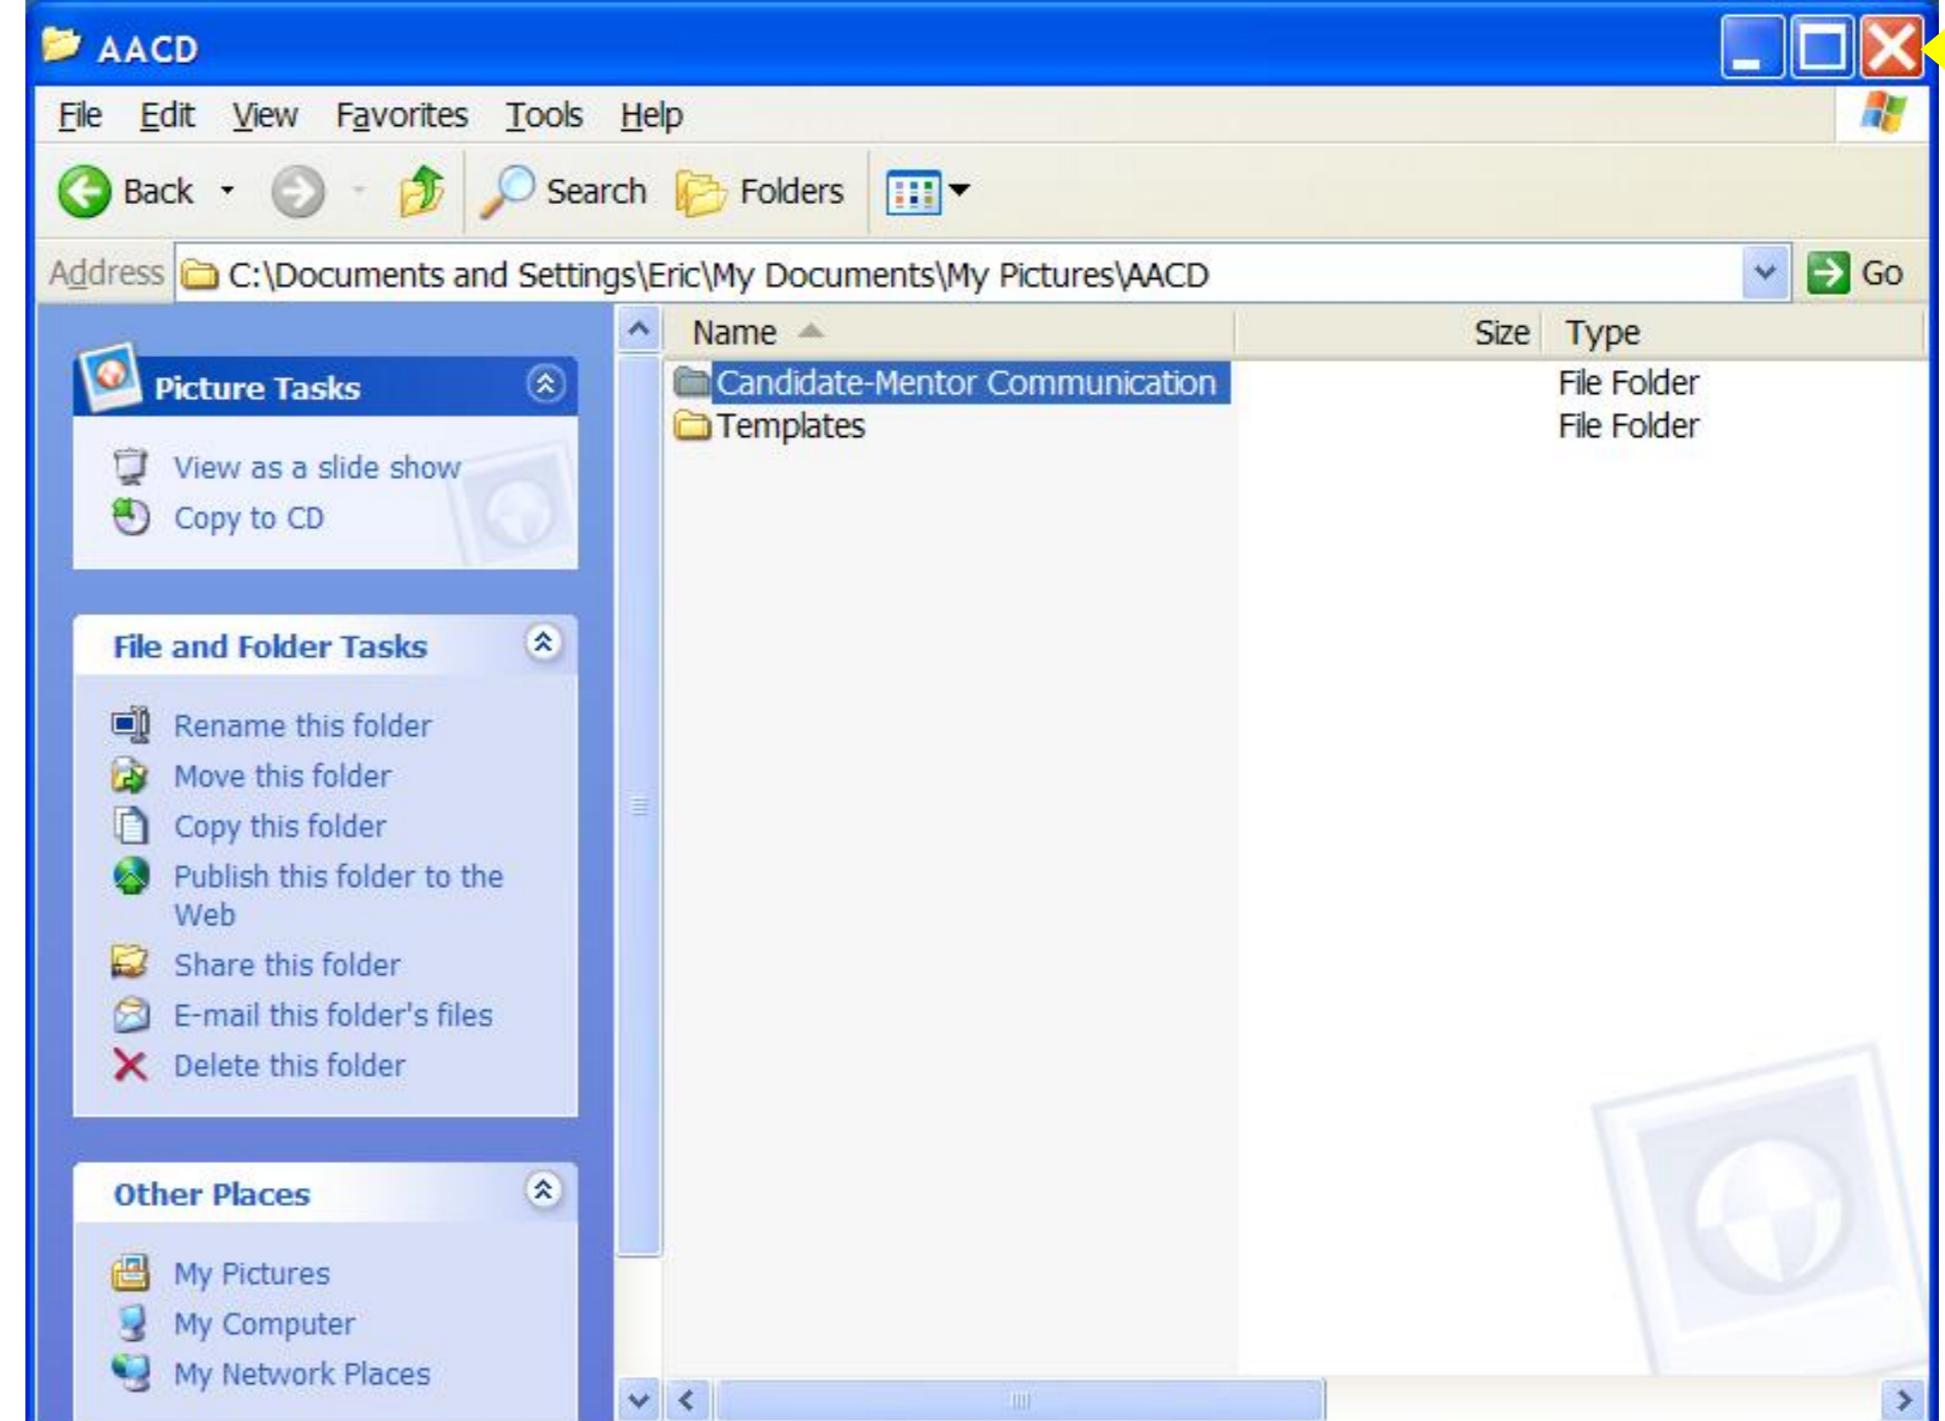 AACD
File Edit View Favorites Tools Help
Back Search Folders
Address C:\Documents and Settings\Eric\My Documents\My Pictures\AACD Go
Picture Tasks
View as a slide show
Copy to CD
File and Folder Tasks
Rename this folder
Move this folder
Copy this folder
Publish this folder to the
Web
Share this folder
E-mail this folder's files
Delete this folder
Other Places
My Pictures
My Computer
My Network Places
Name Size Type
Candidate-Mentor Communication File Folder
Templates File Folder